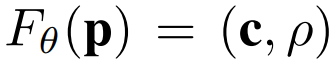 F_θ(𝐩) = (𝐜, ρ)